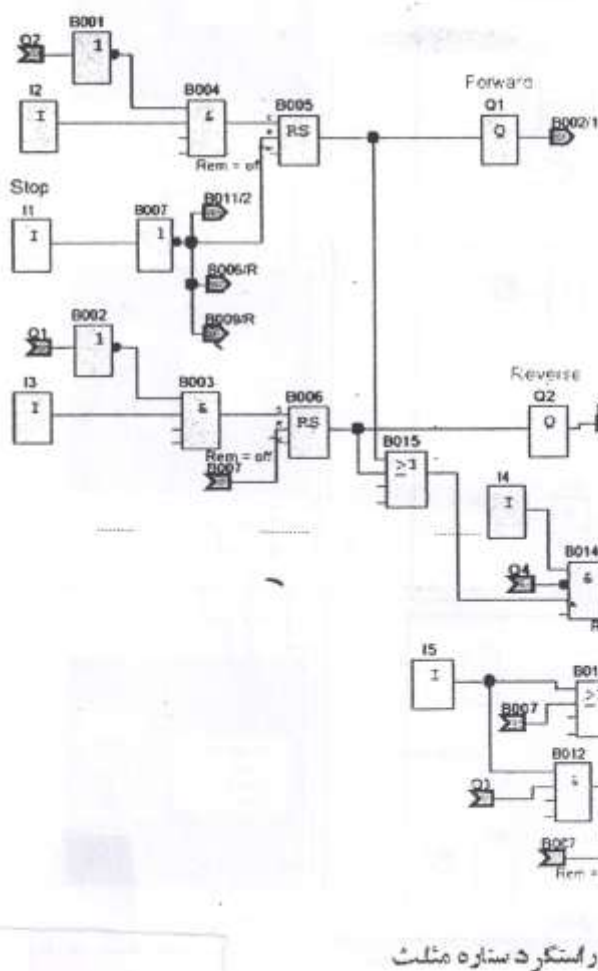 B001
Q2
1
I2
I
B004
&
B005
RS
Rem = off
Forward
Q1
Q
B002/1
Stop
I1
I
B007
1
B011/2
B006/R
B009/R
B002
Q1
1
I3
I
B003
&
B006
RS
Rem = off
B007
Reverse
Q2
Q
B015
≥1
I4
I
B014
&
Q4
I5
I
B007
B012
&
Q3
B007
Rem =
راستگرد ستاره مثلث